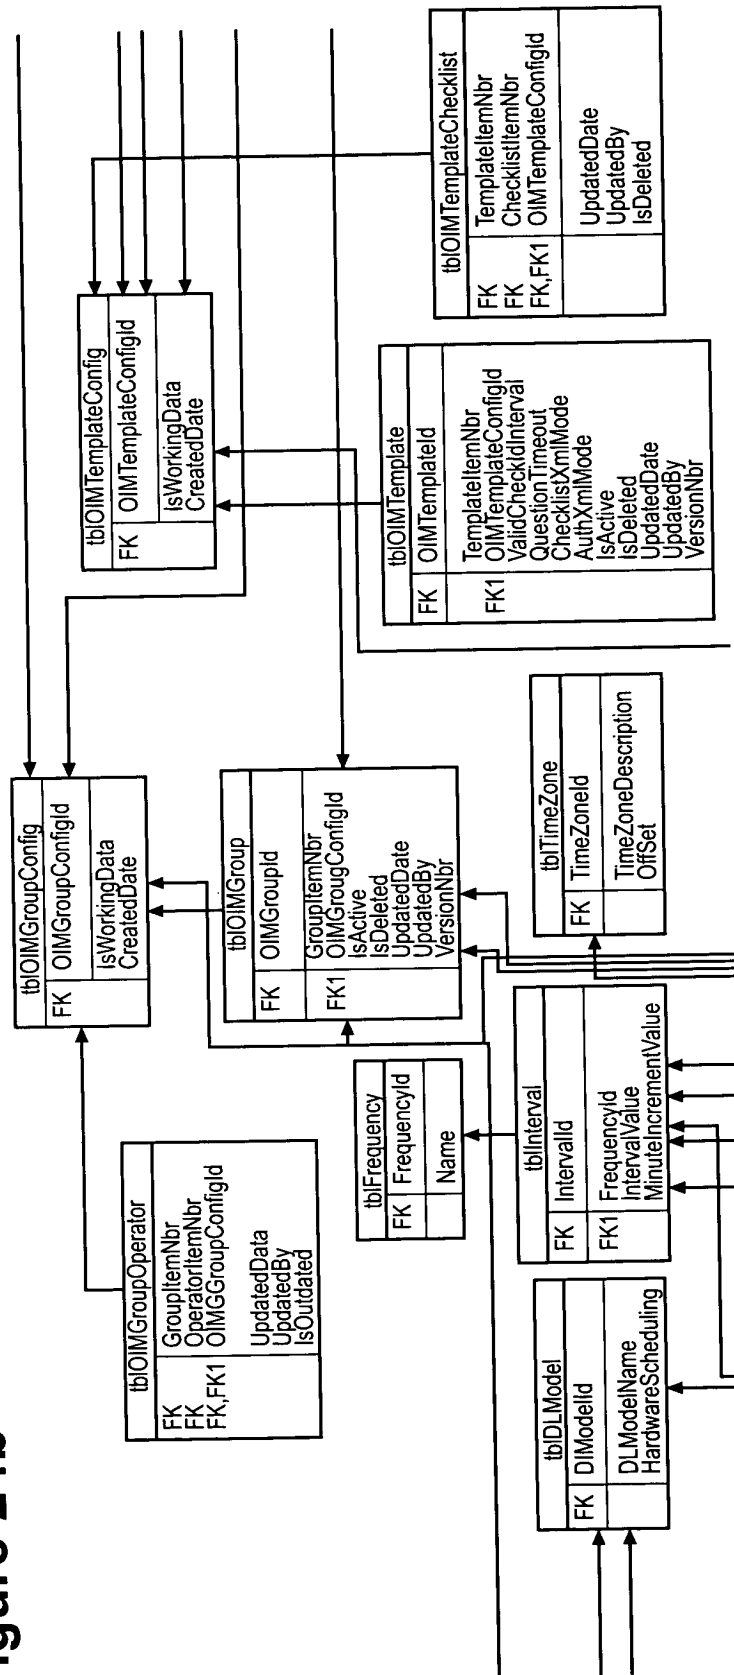 tblOIMGroupConfig
FK OIMGroupConfigId
IsWorkingData
CreatedDate
tblOIMTemplateConfig
FK OIMTemplateConfigId
IsWorkingData
CreatedDate
tblOIMGroupOperator
FK GroupItemNbr
FK OperatorItemNbr
FK,FK1 OIMGGroupConfigId
UpdatedData
UpdatedBy
IsOutdated
tblOIMGroup
FK OIMGroupId
GroupItemNbr
FK1 OIMGrougConfigId
IsActive
IsDeleted
UpdatedDate
UpdatedBy
VersionNbr
tblFrequency
FK FrequencyId
Name
tblOIMTemplate
FK OIMTemplateId
TemplateItemNbr
FK1 OIMTemplateConfigId
ValidCheckIdInterval
QuestionTimeout
ChecklistXmlMode
AuthXmlMode
IsActive
IsDeleted
UpdatedDate
UpdatedBy
VersionNbr
tblOIMTemplateChecklist
FK TemplateItemNbr
FK ChecklistItemNbr
FK,FK1 OIMTemplateConfigId
UpdatedDate
UpdatedBy
IsDeleted
tblDLModel
FK DIModelId
DLModelName
HardwareScheduling
tblInterval
FK IntervalId
FK1 FrequencyId
IntervalValue
MinuteIncrementValue
tblTimeZone
FK TimeZoneId
TimeZoneDescription
OffSet